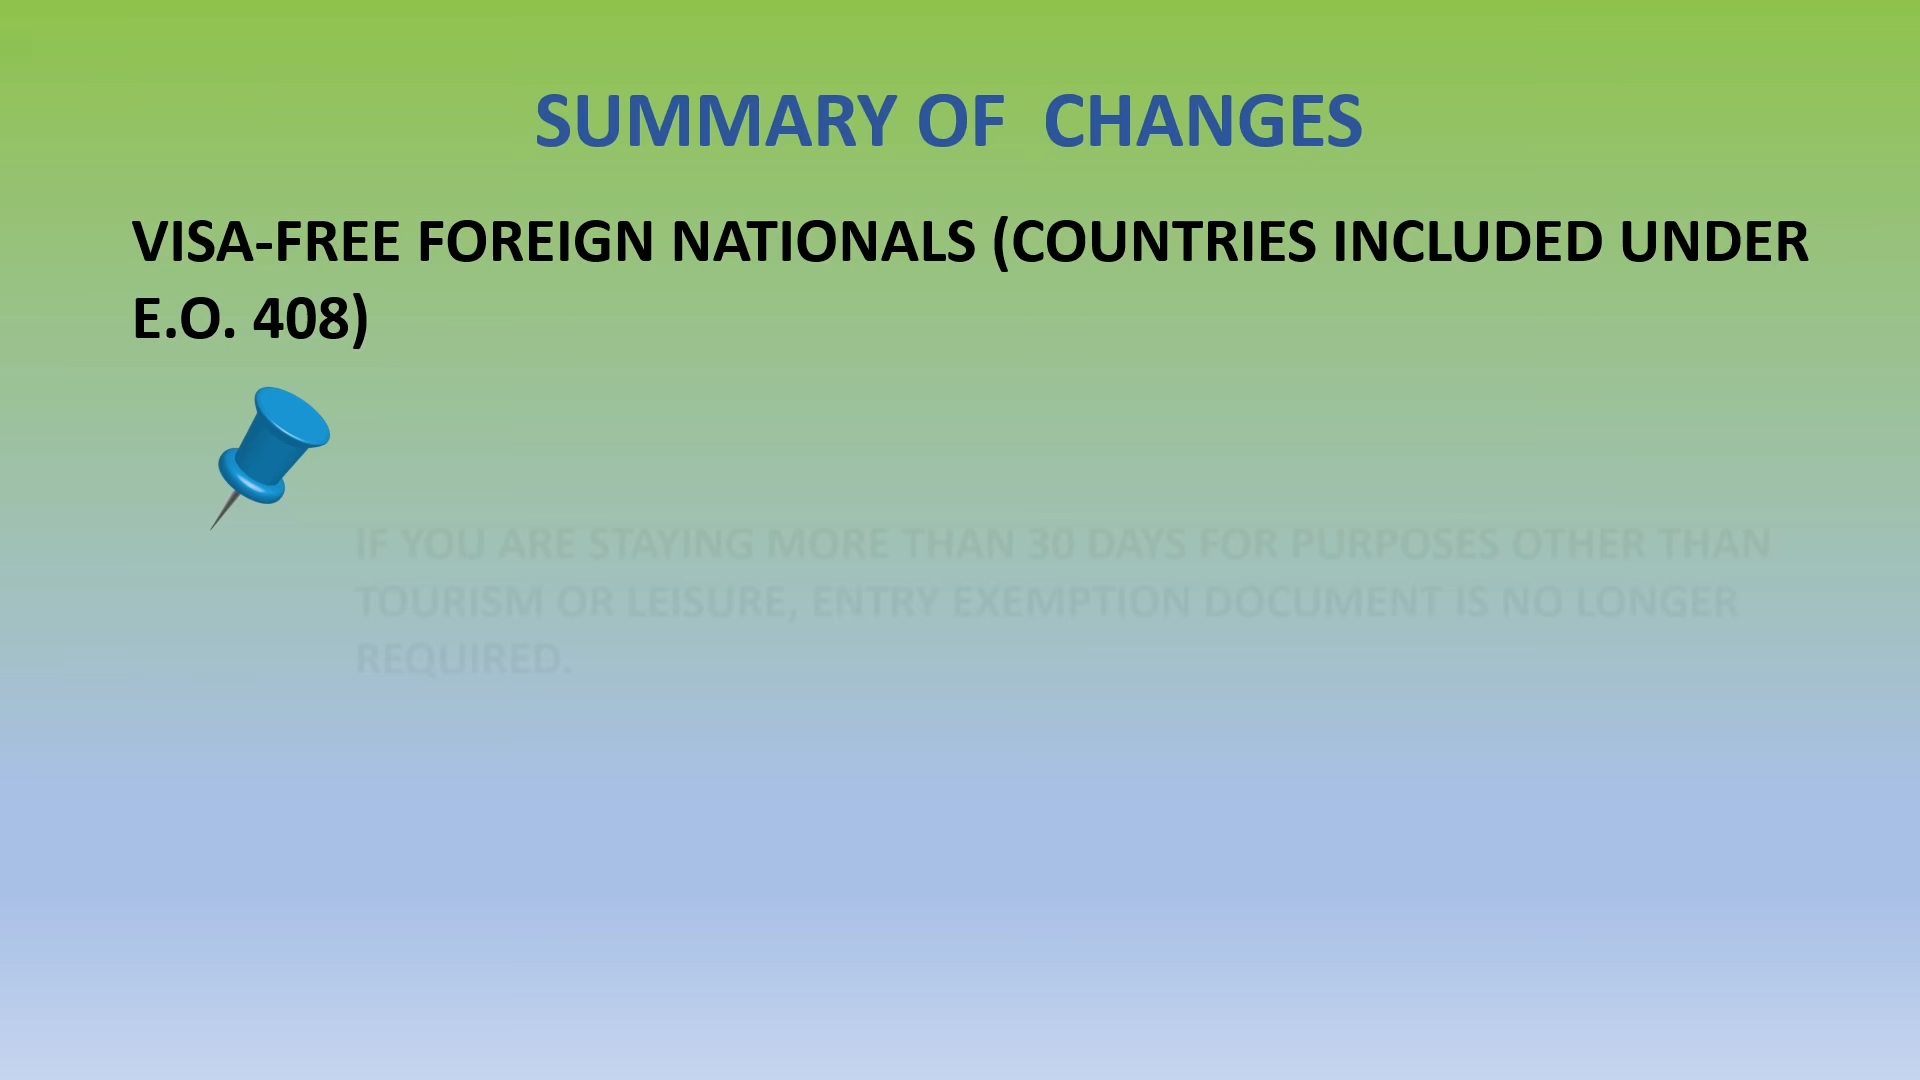 SUMMARY OF CHANGES
VISA-FREE FOREIGN NATIONALS (COUNTRIES INCLUDED UNDER
E.O. 408)
IF YOU ARE STAYING MORE THAN 30 DAYS FOR PURPOSES OTHER THAN
TOURISM OR LEISURE, ENTRY EXEMPTION DOCUMENT IS NO LONGER
REQUIRED.